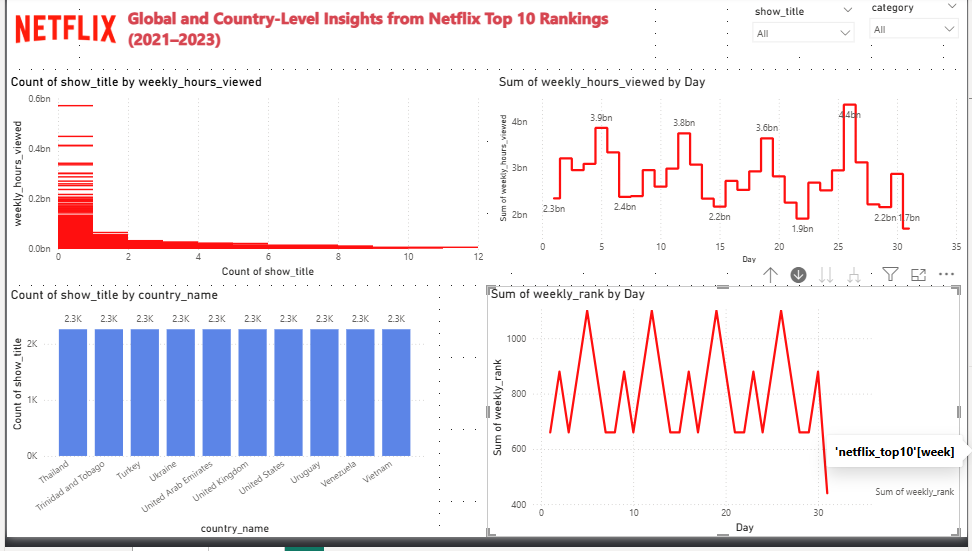 NETFLIX
Global and Country-Level Insights from Netflix Top 10 Rankings
(2021–2023)
show_title
All
category
All
Count of show_title by weekly_hours_viewed
weekly_hours_viewed
0.6bn
0.4bn
0.2bn
0.0bn
0 2 4 6 8 10 12
Count of show_title
Sum of weekly_hours_viewed by Day
Sum of weekly_hours_viewed
4bn
3bn
2bn
2.3bn 3.9bn 2.4bn 3.8bn 2.2bn 3.6bn 1.9bn 4.4bn 2.2bn 1.7bn
0 5 10 15 20 25 30 35
Day
Count of show_title by country_name
Count of show_title
2K
1K
0K
2.3K 2.3K 2.3K 2.3K 2.3K 2.3K 2.3K 2.3K 2.3K 2.3K
Thailand
Trinidad and Tobago
Turkey
Ukraine
United Arab Emirates
United Kingdom
United States
Uruguay
Venezuela
Vietnam
country_name
Sum of weekly_rank by Day
Sum of weekly_rank
1000
800
600
400
0 10 20 30
Day
'netflix_top10'[week]
Sum of weekly_rank